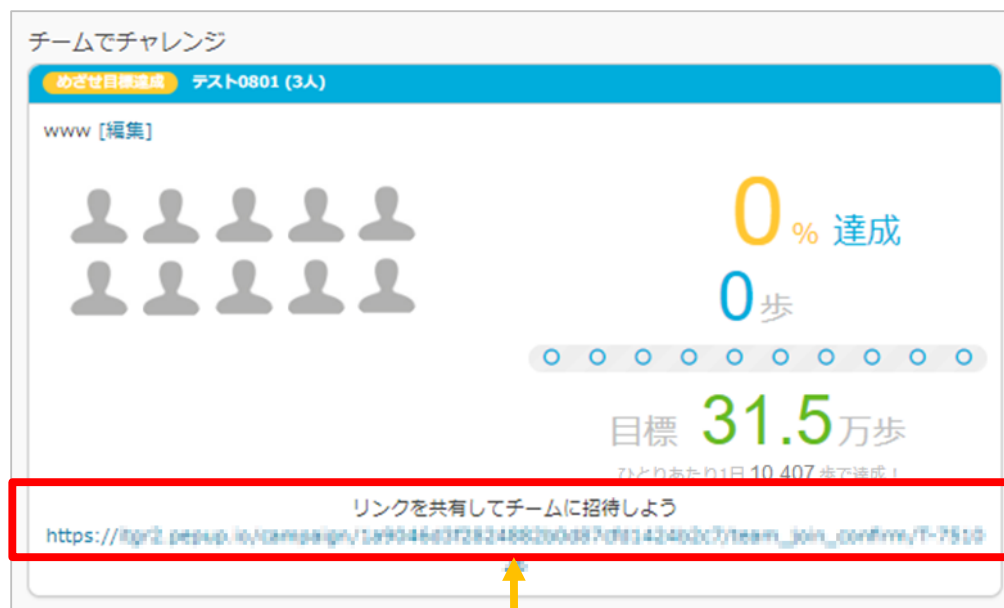 チームでチャレンジ
めざせ目標達成 テスト0801 (3人)
www [編集]
0 % 達成
0 歩
目標 31.5 万歩
ひとりあたり1日 10,407 歩で達成！
リンクを共有してチームに招待しよう
https://